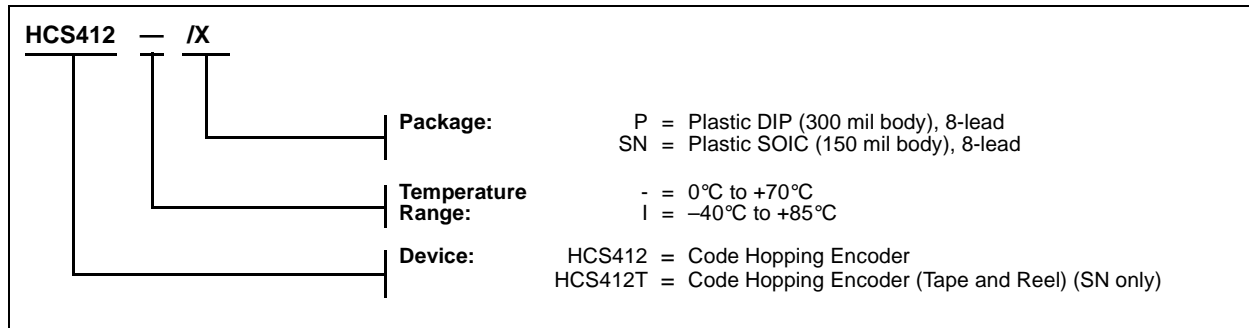 HCS412 — /X
Package: P = Plastic DIP (300 mil body), 8-lead
SN = Plastic SOIC (150 mil body), 8-lead
Temperature - = 0°C to +70°C
Range: I = –40°C to +85°C
Device: HCS412 = Code Hopping Encoder
HCS412T = Code Hopping Encoder (Tape and Reel) (SN only)